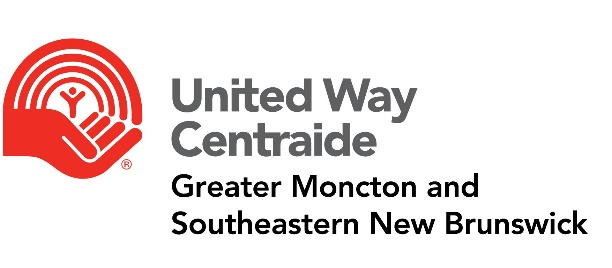 United Way
Centraide
Greater Moncton and
Southeastern New Brunswick
®